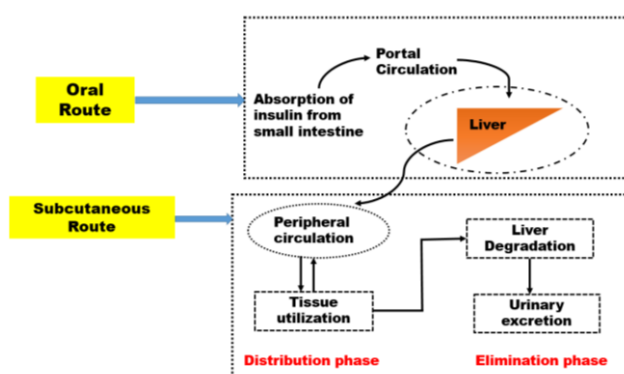 Oral
Route
Absorption of
insulin from
small intestine
Portal
Circulation
Liver
Subcutaneous
Route
Peripheral
circulation
Tissue
utilization
Liver
Degradation
Urinary
excretion
Distribution phase
Elimination phase